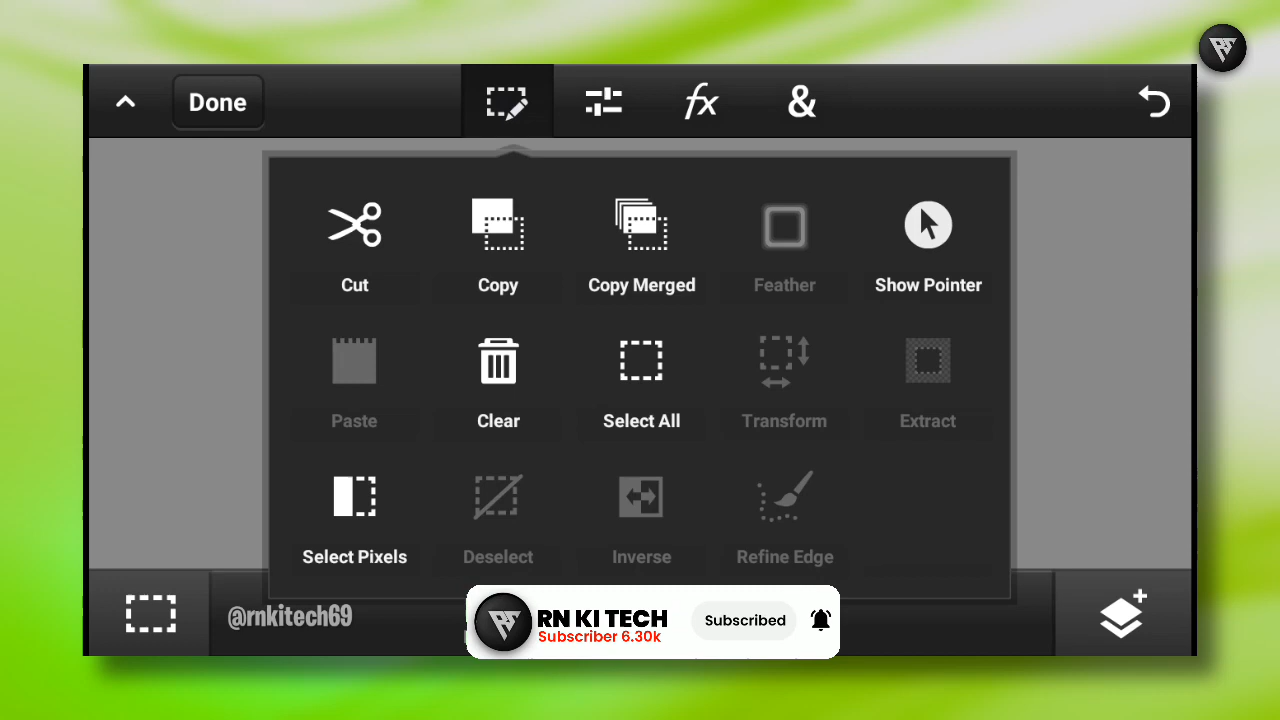 Done
fx
&
Cut
Copy
Copy Merged
Feather
Show Pointer
Paste
Clear
Select All
Transform
Extract
Select Pixels
Deselect
Inverse
Refine Edge
@rnkitech69
RN KI TECH
Subscriber 6.30k
Subscribed